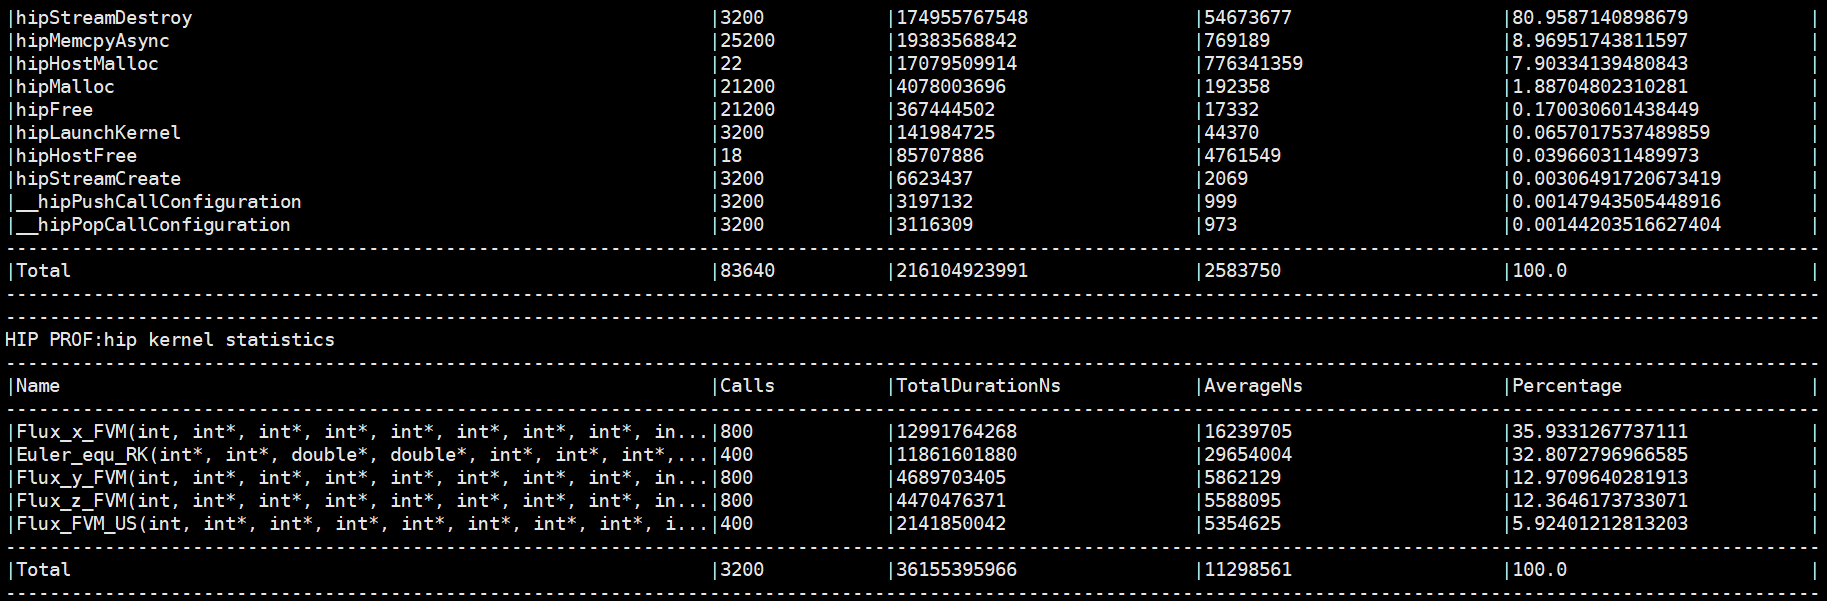 |hipStreamDestroy |3200 |174955767548 |54673677 |80.9587140898679 |
|hipMemcpyAsync |25200 |19383568842 |769189 |8.96951743811597 |
|hipHostMalloc |22 |17079509914 |776341359 |7.90334139480843 |
|hipMalloc |21200 |4078003696 |192358 |1.88704802310281 |
|hipFree |21200 |367444502 |17332 |0.170030601438449 |
|hipLaunchKernel |3200 |141984725 |44370 |0.0657017537489859 |
|hipHostFree |18 |85707886 |4761549 |0.039660311489973 |
|hipStreamCreate |3200 |6623437 |2069 |0.00306491720673419 |
|__hipPushCallConfiguration |3200 |3197132 |999 |0.00147943505448916 |
|__hipPopCallConfiguration |3200 |3116309 |973 |0.00144203516627404 |
|Total |83640 |216104923991 |2583750 |100.0 |
HIP PROF:hip kernel statistics
|Name |Calls |TotalDurationNs |AverageNs |Percentage |
|Flux_x_FVM(int, int*, int*, int*, int*, int*, int*, int*, in...|800 |12991764268 |16239705 |35.9331267737111 |
|Euler_equ_RK(int*, int*, double*, double*, int*, int*, int*,...|400 |11861601880 |29654004 |32.8072796966585 |
|Flux_y_FVM(int, int*, int*, int*, int*, int*, int*, int*, in...|800 |4689703405 |5862129 |12.9709640281913 |
|Flux_z_FVM(int, int*, int*, int*, int*, int*, int*, int*, in...|800 |4470476371 |5588095 |12.3646173733071 |
|Flux_FVM_US(int, int*, int*, int*, int*, int*, int*, int*, i...|400 |2141850042 |5354625 |5.92401212813203 |
|Total |3200 |36155395966 |11298561 |100.0 |